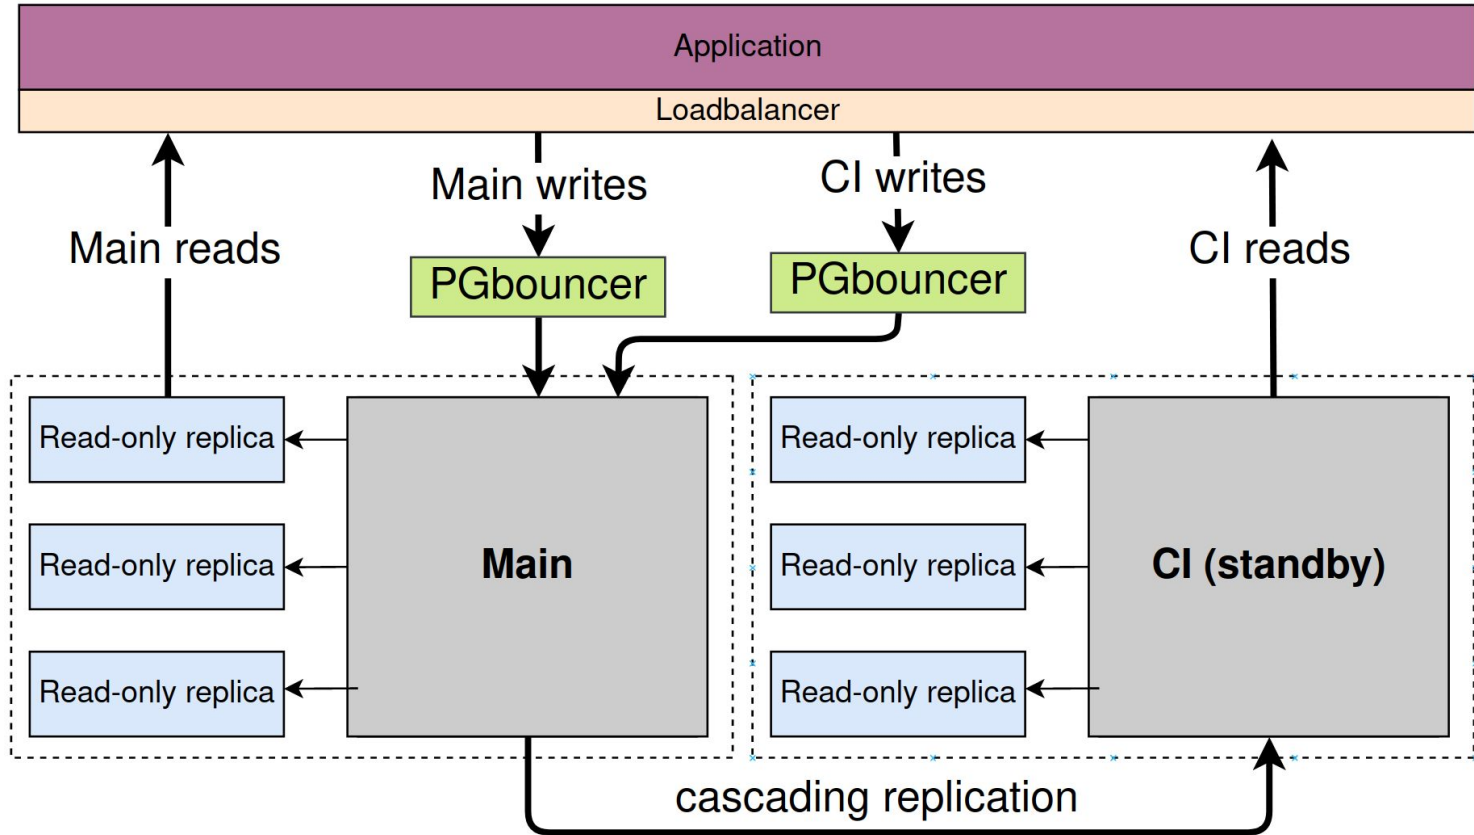 Application
Loadbalancer
Main writes
CI writes
Main reads
CI reads
PGbouncer
PGbouncer
Read-only replica
Read-only replica
Read-only replica
Main
Read-only replica
Read-only replica
Read-only replica
CI (standby)
cascading replication